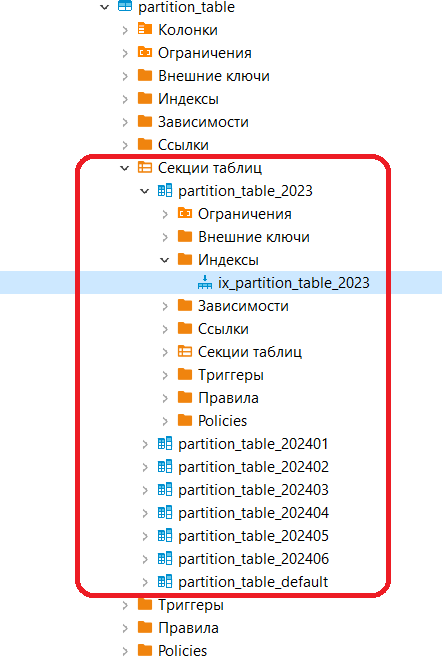 partition_table
Колонки
Ограничения
Внешние ключи
Индексы
Зависимости
Ссылки
Секции таблиц
partition_table_2023
Ограничения
Внешние ключи
Индексы
ix_partition_table_2023
Зависимости
Ссылки
Секции таблиц
Триггеры
Правила
Policies
partition_table_202401
partition_table_202402
partition_table_202403
partition_table_202404
partition_table_202405
partition_table_202406
partition_table_default
Триггеры
Правила
Policies